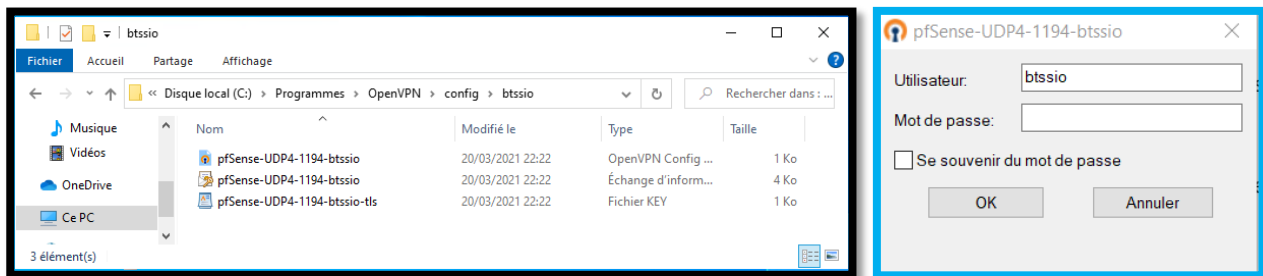 btssio
Fichier Accueil Partage Affichage
« Disque local (C:) > Programmes > OpenVPN > config > btssio Rechercher dans : ...
Musique
Vidéos
OneDrive
Ce PC
Nom Modifié le Type Taille
pfSense-UDP4-1194-btssio 20/03/2021 22:22 OpenVPN Config ... 1 Ko
pfSense-UDP4-1194-btssio 20/03/2021 22:22 Échange d'inform... 4 Ko
pfSense-UDP4-1194-btssio-tls 20/03/2021 22:22 Fichier KEY 1 Ko
3 élément(s)
pfSense-UDP4-1194-btssio
Utilisateur: btssio
Mot de passe:
Se souvenir du mot de passe
OK Annuler